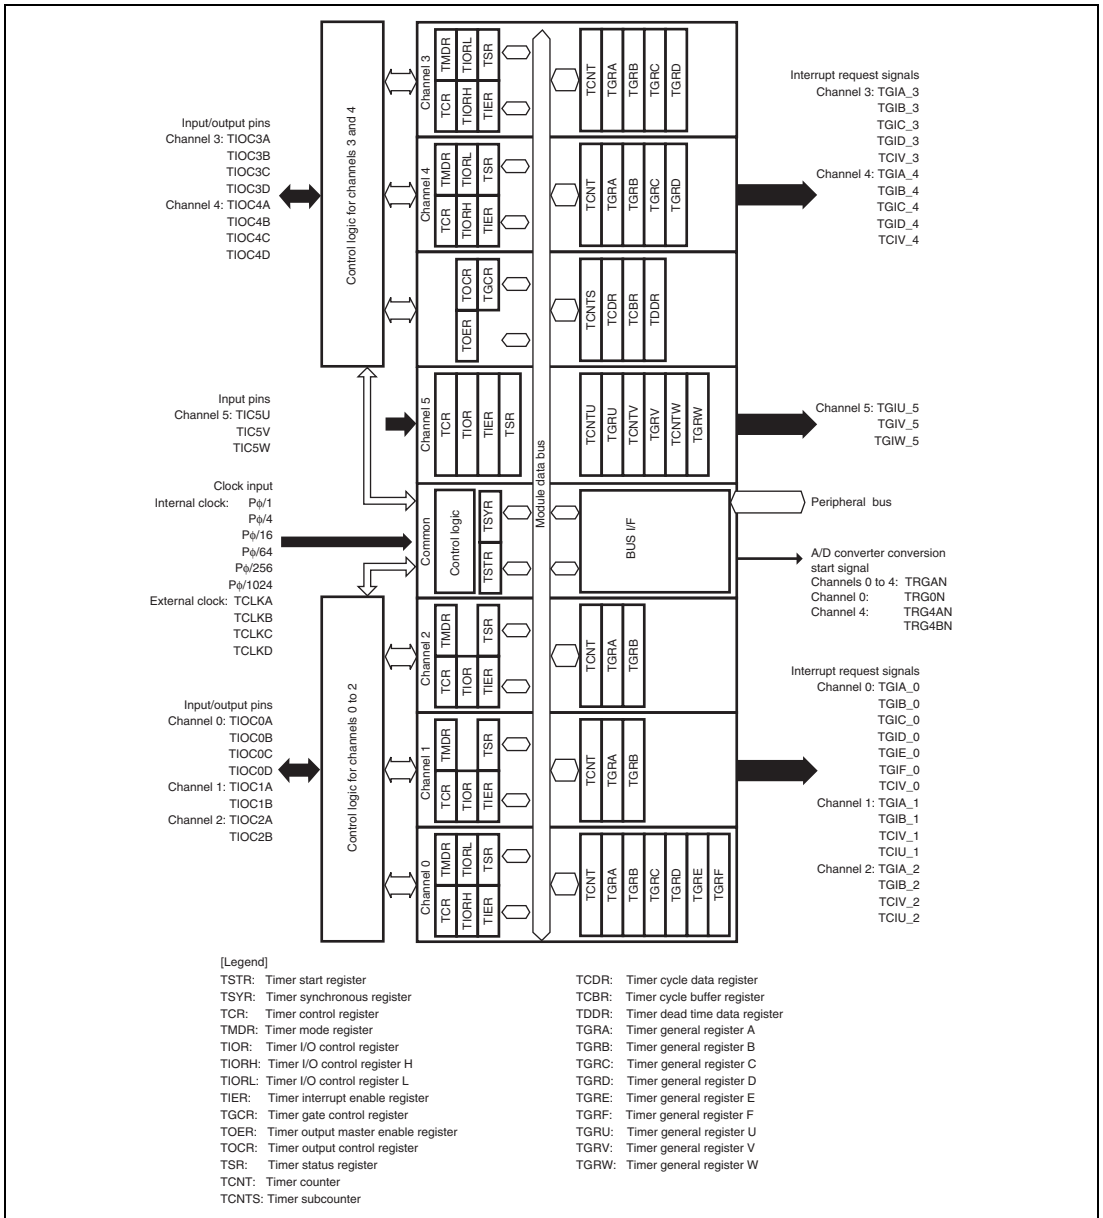 Input/output pins
Channel 3: TIOC3A
TIOC3B
TIOC3C
TIOC3D
Channel 4: TIOC4A
TIOC4B
TIOC4C
TIOC4D
Input pins
Channel 5: TIC5U
TIC5V
TIC5W
Clock input
Internal clock: Pφ/1
Pφ/4
Pφ/16
Pφ/64
Pφ/256
Pφ/1024
External clock: TCLKA
TCLKB
TCLKC
TCLKD
Input/output pins
Channel 0: TIOC0A
TIOC0B
TIOC0C
TIOC0D
Channel 1: TIOC1A
TIOC1B
Channel 2: TIOC2A
TIOC2B
Control logic for channels 3 and 4
Control logic for channels 0 to 2
Channel 3
TMDR
TIORL
TSR
TCR
TIORH
TIER
TCNT
TGRA
TGRB
TGRC
TGRD
Channel 4
TMDR
TIORL
TSR
TCR
TIORH
TIER
TCNT
TGRA
TGRB
TGRC
TGRD
TOCR
TGCR
TOER
TCNTS
TCDR
TCBR
TDDR
Channel 5
TCR
TIOR
TIER
TSR
TCNTU
TGRU
TCNTV
TGRV
TCNTW
TGRW
Module data bus
Common
Control logic
TSYR
TSTR
BUS I/F
Channel 2
TMDR
TSR
TCR
TIOR
TIER
TCNT
TGRA
TGRB
Channel 1
TMDR
TSR
TCR
TIOR
TIER
TCNT
TGRA
TGRB
Channel 0
TMDR
TIORL
TSR
TCR
TIORH
TIER
TCNT
TGRA
TGRB
TGRC
TGRD
TGRE
TGRF
Interrupt request signals
Channel 3: TGIA_3
TGIB_3
TGIC_3
TGID_3
TCIV_3
Channel 4: TGIA_4
TGIB_4
TGIC_4
TGID_4
TCIV_4
Channel 5: TGIU_5
TGIV_5
TGIW_5
Peripheral bus
A/D converter conversion
start signal
Channels 0 to 4: TRGAN
Channel 0: TRG0N
Channel 4: TRG4AN
TRG4BN
Interrupt request signals
Channel 0: TGIA_0
TGIB_0
TGIC_0
TGID_0
TGIE_0
TGIF_0
TCIV_0
Channel 1: TGIA_1
TGIB_1
TCIV_1
TCIU_1
Channel 2: TGIA_2
TGIB_2
TCIV_2
TCIU_2
[Legend]
TSTR: Timer start register
TSYR: Timer synchronous register
TCR: Timer control register
TMDR: Timer mode register
TIOR: Timer I/O control register
TIORH: Timer I/O control register H
TIORL: Timer I/O control register L
TIER: Timer interrupt enable register
TGCR: Timer gate control register
TOER: Timer output master enable register
TOCR: Timer output control register
TSR: Timer status register
TCNT: Timer counter
TCNTS: Timer subcounter
TCDR: Timer cycle data register
TCBR: Timer cycle buffer register
TDDR: Timer dead time data register
TGRA: Timer general register A
TGRB: Timer general register B
TGRC: Timer general register C
TGRD: Timer general register D
TGRE: Timer general register E
TGRF: Timer general register F
TGRU: Timer general register U
TGRV: Timer general register V
TGRW: Timer general register W